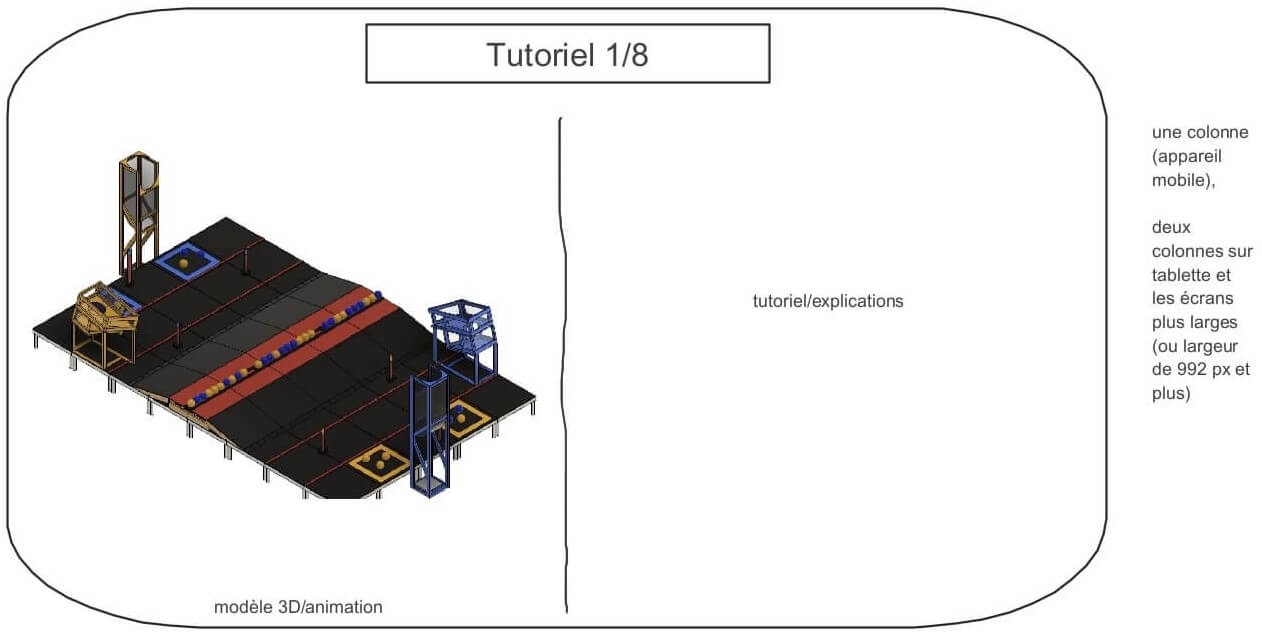 Tutoriel 1/8
une colonne
(appareil
mobile),
deux
colonnes sur
tablette et
les écrans
plus larges
(ou largeur
de 992 px et
plus)
tutoriel/explications
modèle 3D/animation